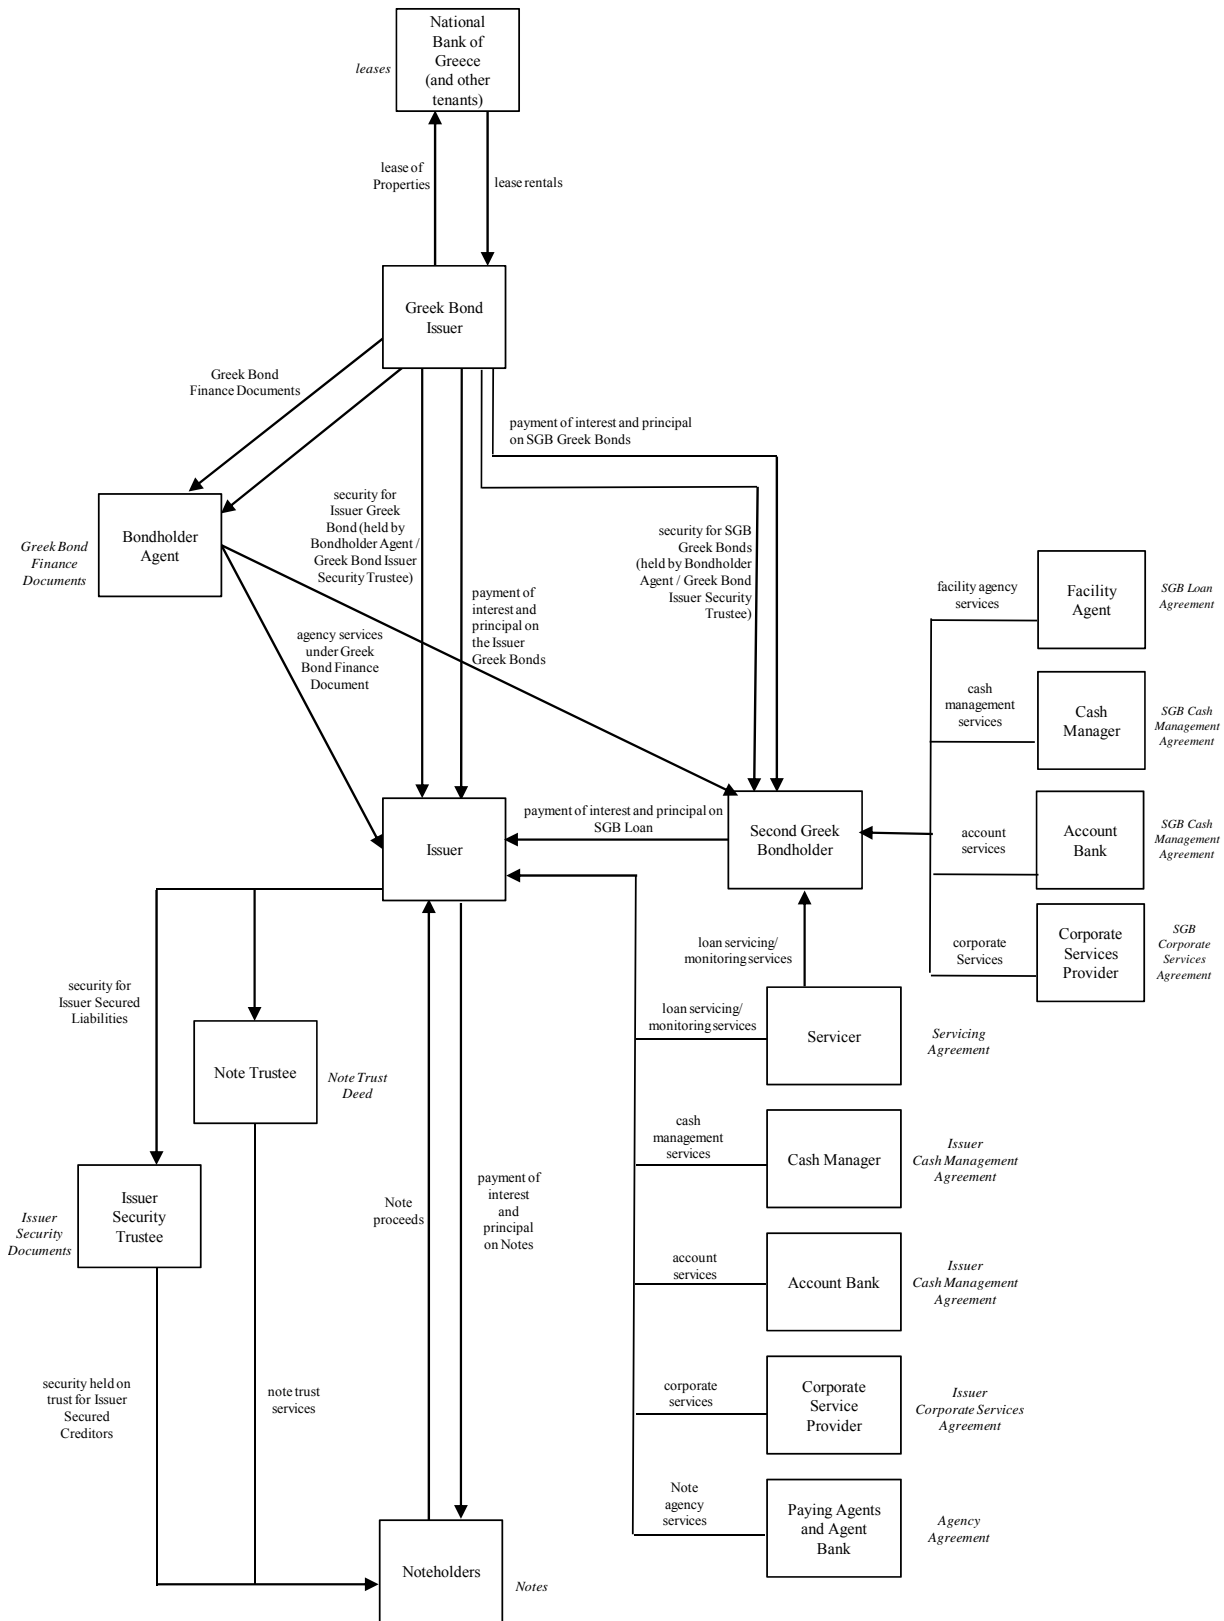 National
Bank of
Greece
(and other
tenants)
leases
lease of
Properties
lease rentals
Greek Bond
Issuer
Greek Bond
Finance Documents
payment of interest and principal
on SGB Greek Bonds
Bondholder
Agent
Greek Bond
Finance
Documents
security for
Issuer Greek
Bond (held by
Bondholder Agent /
Greek Bond Issuer
Security Trustee)
security for SGB
Greek Bonds
(held by Bondholder
Agent / Greek Bond
Issuer Security
Trustee)
payment of
interest and
principal on
the Issuer
Greek Bonds
agency services
under Greek
Bond Finance
Document
facility agency
services
Facility
Agent
SGB Loan
Agreement
cash
management
services
Cash
Manager
SGB Cash
Management
Agreement
Issuer
payment of interest and principal on
SGB Loan
Second Greek
Bondholder
account
services
Account
Bank
SGB Cash
Management
Agreement
corporate
Services
Corporate
Services
Provider
SGB
Corporate
Services
Agreement
loan servicing/
monitoring services
security for
Issuer Secured
Liabilities
loan servicing/
monitoring services
Servicer
Servicing
Agreement
Note Trustee
Note Trust
Deed
cash
management
services
Cash Manager
Issuer
Cash Management
Agreement
Issuer
Security
Trustee
Issuer
Security
Documents
Note
proceeds
payment of
interest
and
principal
on Notes
account
services
Account Bank
Issuer
Cash Management
Agreement
security held on
trust for Issuer
Secured
Creditors
note trust
services
corporate
services
Corporate
Service
Provider
Issuer
Corporate Services
Agreement
Note
agency
services
Paying Agents
and Agent
Bank
Agency
Agreement
Noteholders
Notes